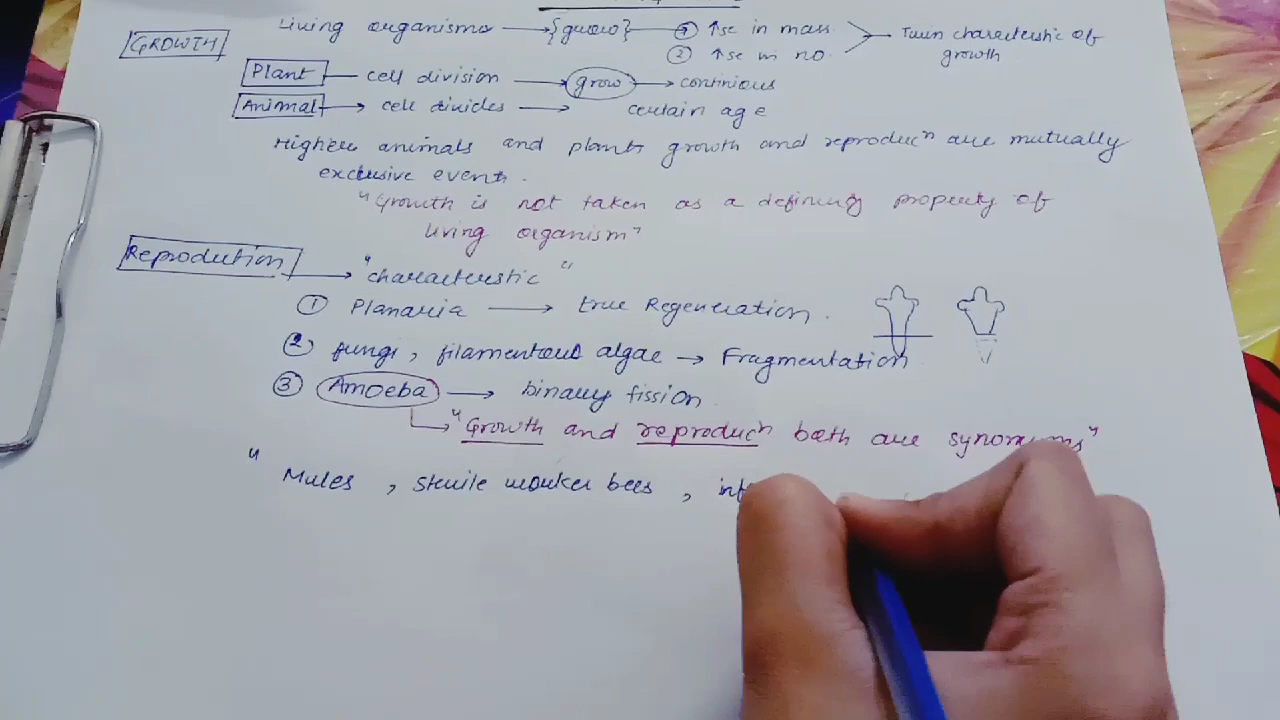 Living organisms → {grow} → ① ↑se in mass
② ↑se in no.
Twin characteristic of growth
GROWTH
Plant — cell division → grow → continious
Animal → cell divides → certain age
Higher animals and plants growth and reproducⁿ are mutually
exclusive events.
"Growth is not taken as a defining property of
living organism"
Reprodution → "characteristic"
① Planaria → true Regeneration.
② fungi, filamentous algae → Fragmentation
③ Amoeba → binary fission
"Growth and reproducⁿ both are synonyms"
" Mules , sterile worker bees , inf